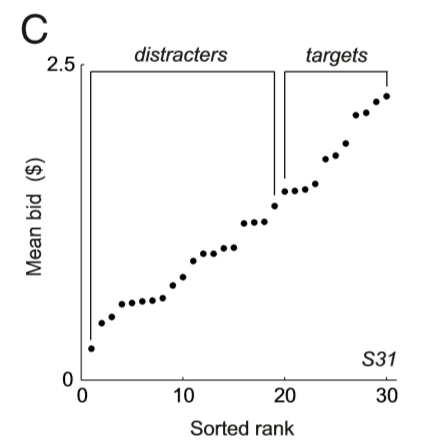 C
distracters targets
2.5
Mean bid ($)
S31
0
0 10 20 30
Sorted rank